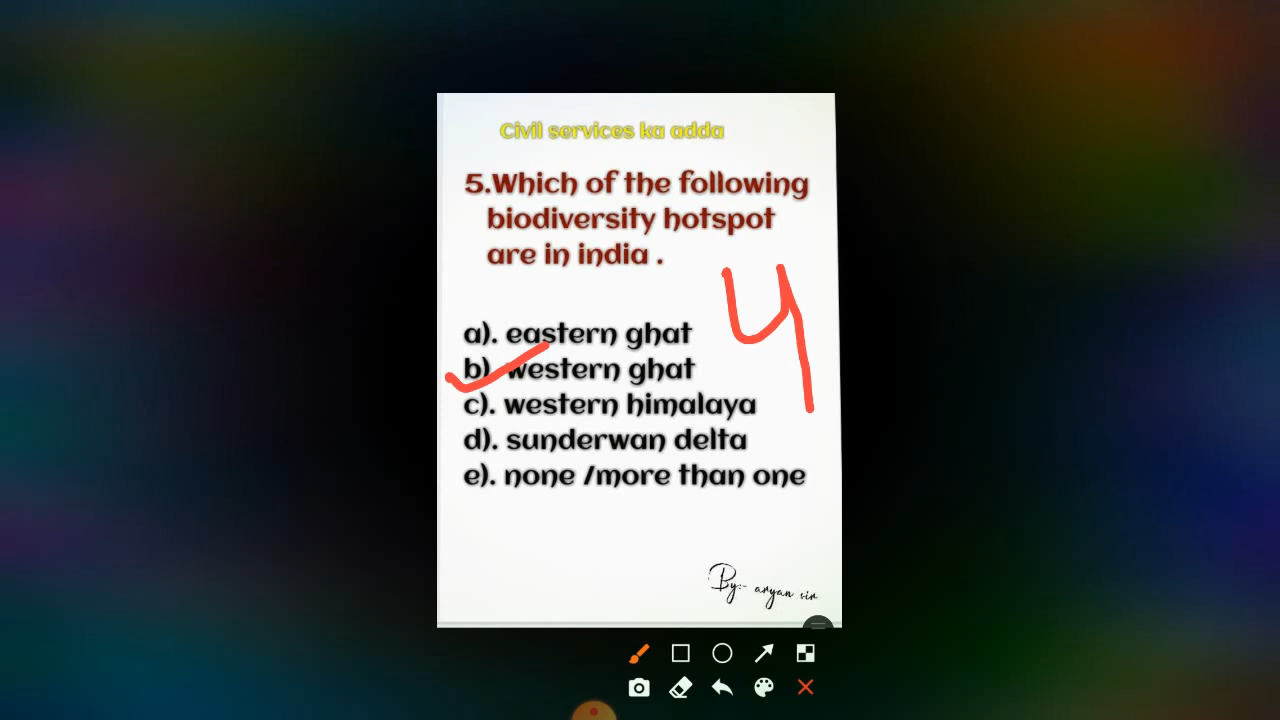 Civil services ka adda
5.Which of the following
biodiversity hotspot
are in india .
4
a). eastern ghat
b). western ghat
c). western himalaya
d). sunderwan delta
e). none /more than one
By:- aryan sir